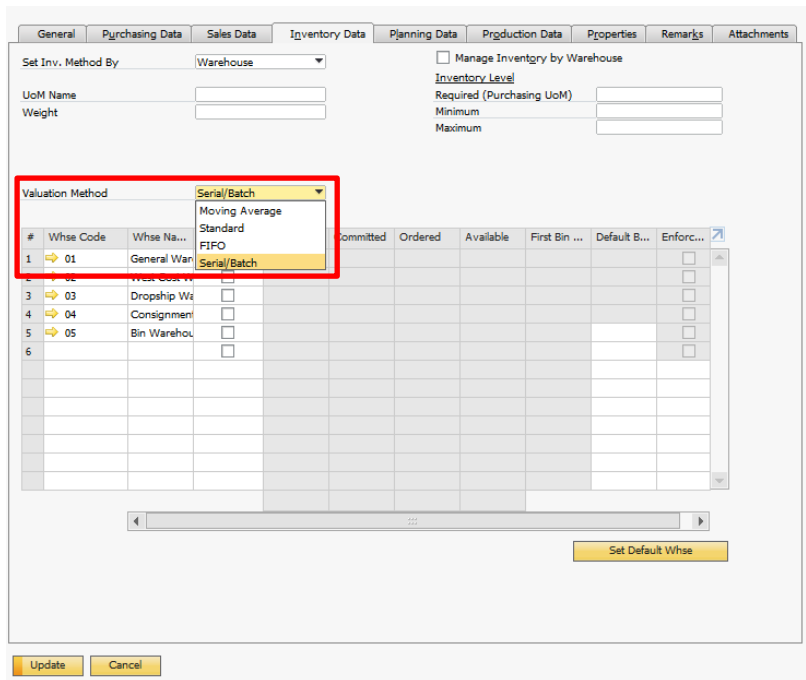 General Purchasing Data Sales Data Inventory Data Planning Data Production Data Properties Remarks Attachments
Set Inv. Method By Warehouse Manage Inventory by Warehouse
Inventory Level
UoM Name Required (Purchasing UoM)
Weight Minimum
Maximum
Valuation Method Serial/Batch
Moving Average
Standard
FIFO
Serial/Batch
# Whse Code Whse Na... Committed Ordered Available First Bin ... Default B... Enforc...
1 01 General War
2 02
3 03 Dropship Wa
4 04 Consignment
5 05 Bin Warehou
6
Set Default Whse
Update Cancel